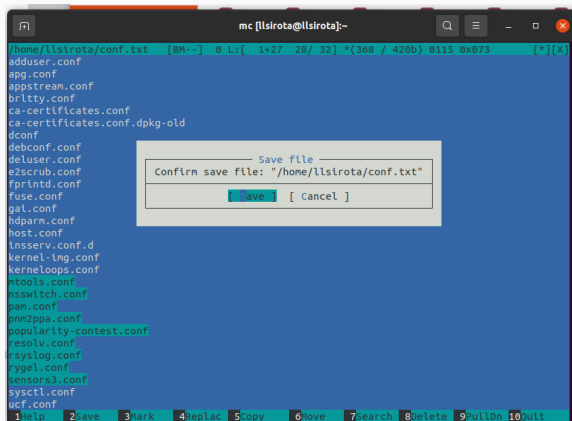 mc [llsirota@llsirota]:~
/home/llsirota/conf.txt [BM--] 0 L:[ 1+27 28/ 32] *(368 / 420b) 0115 0x073 [*][X]
adduser.conf
apg.conf
appstream.conf
brltty.conf
ca-certificates.conf
ca-certificates.conf.dpkg-old
dconf
debconf.conf
deluser.conf
e2scrub.conf
fprintd.conf
fuse.conf
gai.conf
hdparm.conf
host.conf
insserv.conf.d
kernel-img.conf
kerneloops.conf
mtools.conf
nsswitch.conf
pam.conf
pnm2ppa.conf
popularity-contest.conf
resolv.conf
rsyslog.conf
rygel.conf
sensors3.conf
sysctl.conf
ucf.conf
Save file
Confirm save file: "/home/llsirota/conf.txt"
[ Save ] [ Cancel ]
1Help 2Save 3Mark 4Replac 5Copy 6Move 7Search 8Delete 9PullDn 10Quit